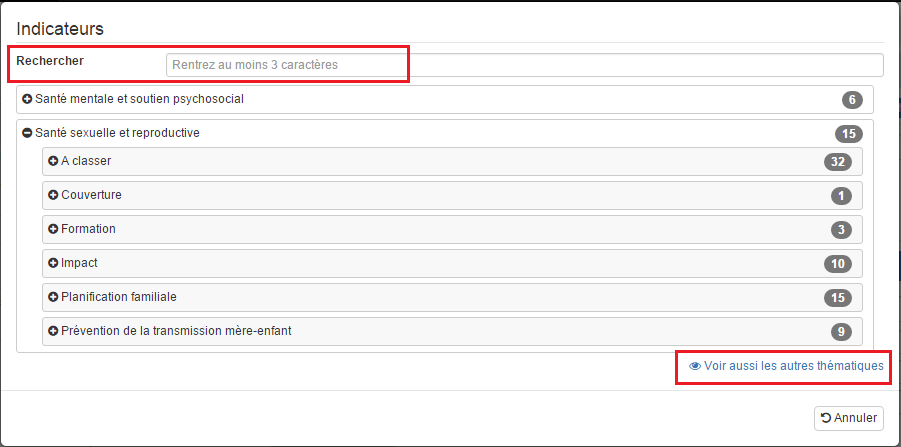 Indicateurs
Rechercher Rentrez au moins 3 caractères
Santé mentale et soutien psychosocial 6
Santé sexuelle et reproductive 15
A classer 32
Couverture 1
Formation 3
Impact 10
Planification familiale 15
Prévention de la transmission mère-enfant 9
Voir aussi les autres thématiques
Annuler